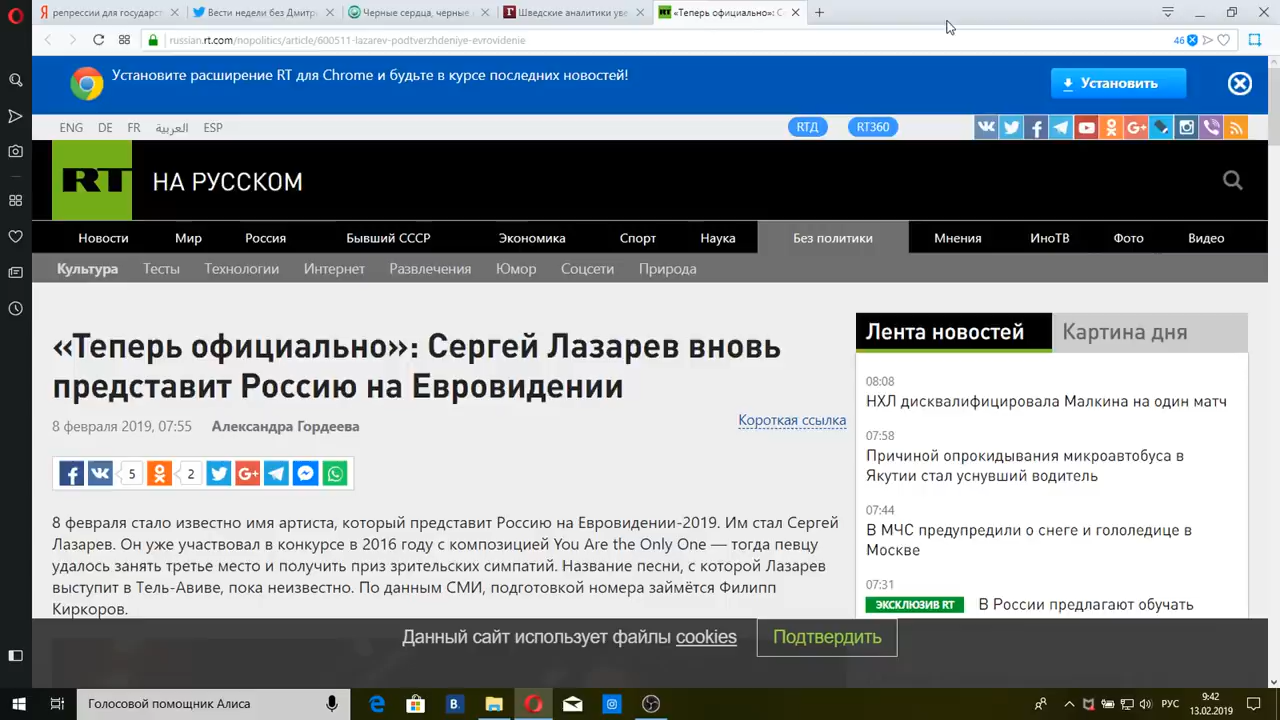 репрессии для государст
Вести недели без Дмитр
Черные сердца, чёрные
Шведские аналитики уве
«Теперь официально»: Се
russian.rt.com/nopolitics/article/600511-lazarev-podtverzhdeniye-evrovidenie
46
Установите расширение RT для Chrome и будьте в курсе последних новостей!
Установить
ENG DE FR العربية ESP
RTД RT360
RT НА РУССКОМ
Новости Мир Россия Бывший СССР Экономика Спорт Наука Без политики Мнения ИноТВ Фото Видео
Культура Тесты Технологии Интернет Развлечения Юмор Соцсети Природа
«Теперь официально»: Сергей Лазарев вновь
представит Россию на Евровидении
8 февраля 2019, 07:55 Александра Гордеева
Короткая ссылка
5 2
8 февраля стало известно имя артиста, который представит Россию на Евровидении-2019. Им стал Сергей
Лазарев. Он уже участвовал в конкурсе в 2016 году с композицией You Are the Only One — тогда певцу
удалось занять третье место и получить приз зрительских симпатий. Название песни, с которой Лазарев
выступит в Тель-Авиве, пока неизвестно. По данным СМИ, подготовкой номера займётся Филипп
Киркоров.
Лента новостей Картина дня
08:08
НХЛ дисквалифицировала Малкина на один матч
07:58
Причиной опрокидывания микроавтобуса в
Якутии стал уснувший водитель
07:44
В МЧС предупредили о снеге и гололедице в
Москве
07:31
ЭКСКЛЮЗИВ RT В России предлагают обучать
Данный сайт использует файлы cookies Подтвердить
Голосовой помощник Алиса
РУС
9:42
13.02.2019